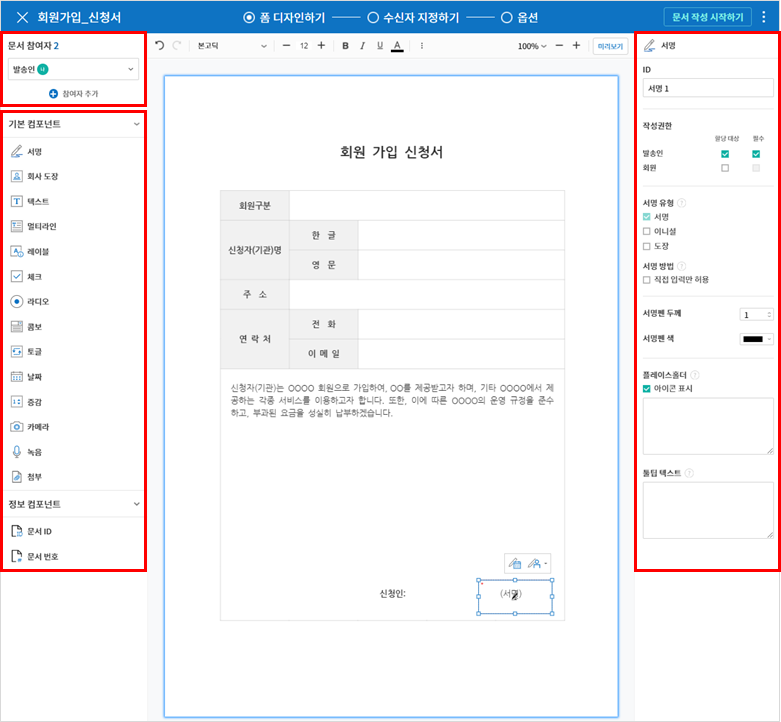 회원가입_신청서
폼 디자인하기
수신자 지정하기
옵션
문서 작성 시작하기
문서 참여자 2
발송인 나
참여자 추가
기본 컴포넌트
서명
회사 도장
텍스트
멀티라인
레이블
체크
라디오
콤보
토글
날짜
증감
카메라
녹음
첨부
정보 컴포넌트
문서 ID
문서 번호
본고딕
12
B I U A
100%
미리보기
회원 가입 신청서
회원구분
신청자(기관)명
한 글
영 문
주 소
연 락 처
전 화
이 메 일
신청자(기관)는 OOOO 회원으로 가입하여, OO를 제공받고자 하며, 기타 OOOO에서 제
공하는 각종 서비스를 이용하고자 합니다. 또한, 이에 따른 OOOO의 운영 규정을 준수
하고, 부과된 요금을 성실히 납부하겠습니다.
신청인:
(서명)
서명
ID
서명 1
작성권한
할당 대상 필수
발송인
회원
서명 유형 ?
서명
이니셜
도장
서명 방법 ?
직접 입력만 허용
서명펜 두께
1
서명펜 색
플레이스홀더 ?
아이콘 표시
툴팁 텍스트 ?